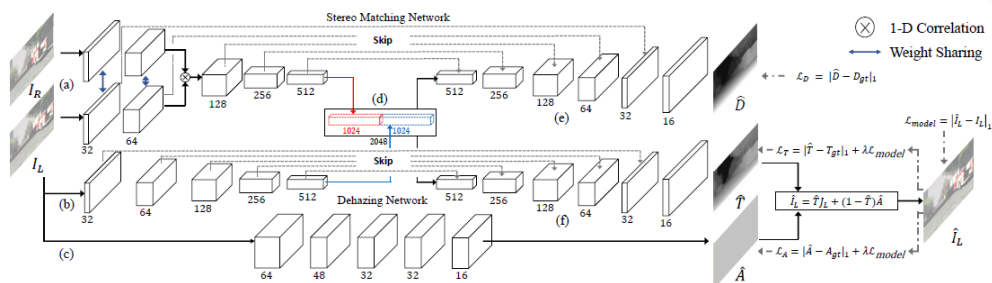 Stereo Matching Network
Skip
1-D Correlation
Weight Sharing
(a)
I_R
I_L
32
64
128
256
512
(d)
1024
1024
2048
512
256
128
64
32
16
(e)
D̂
ℒ_D = |D̂ − D_gt|_1
ℒ_model = |Î_L − I_L|_1
(b)
32
64
128
256
512
Skip
Dehazing Network
512
256
128
64
32
16
(f)
T̂
ℒ_T = |T̂ − T_gt|_1 + λℒ_model
Î_L = T̂J_L + (1 − T̂)Â
Î_L
(c)
64
48
32
32
16
Â
ℒ_A = |Â − A_gt|_1 + λℒ_model